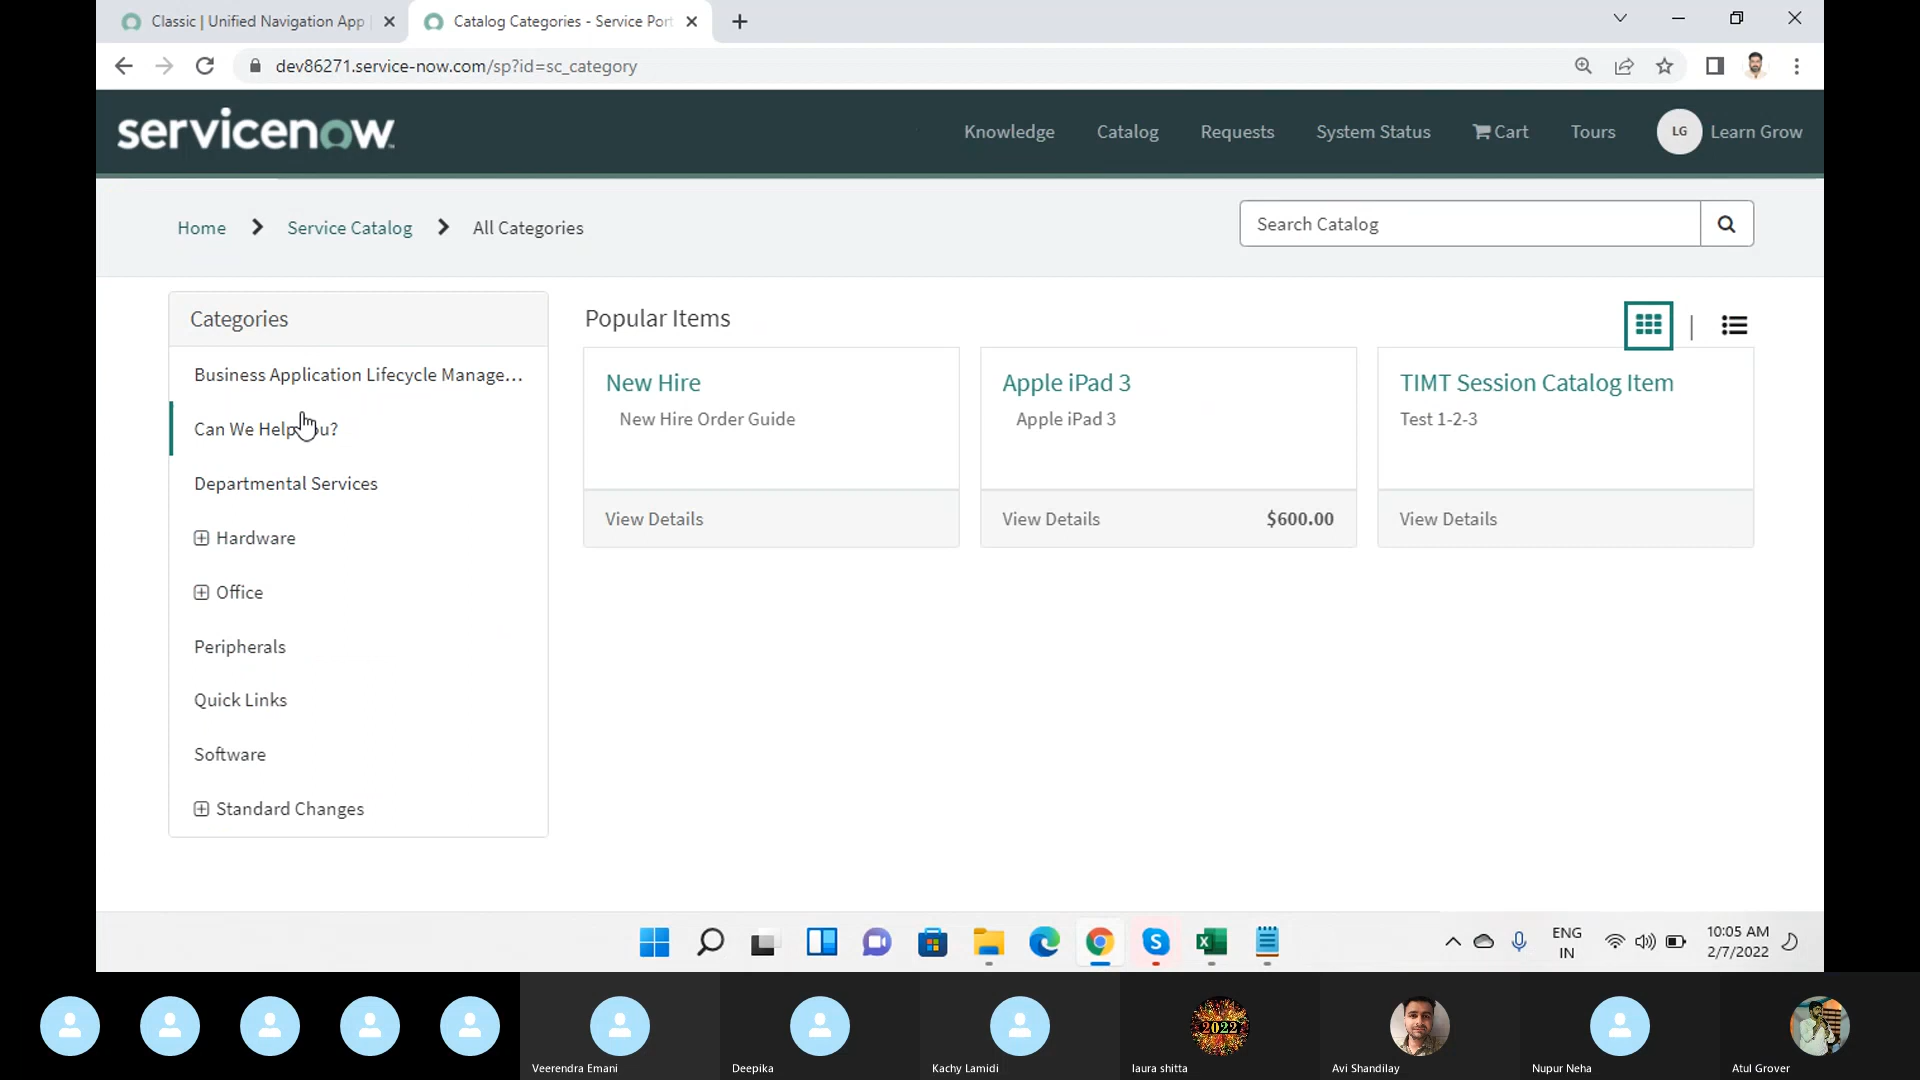 Classic | Unified Navigation App
Catalog Categories - Service Port
dev86271.service-now.com/sp?id=sc_category
servicenow
Knowledge
Catalog
Requests
System Status
Cart
Tours
LG
Learn Grow
Home
Service Catalog
All Categories
Search Catalog
Categories
Business Application Lifecycle Manage...
Can We Help You?
Departmental Services
Hardware
Office
Peripherals
Quick Links
Software
Standard Changes
Popular Items
|
New Hire
New Hire Order Guide
View Details
Apple iPad 3
Apple iPad 3
View Details
$600.00
TIMT Session Catalog Item
Test 1-2-3
View Details
ENG
IN
10:05 AM
2/7/2022
2022
Veerendra Emani
Deepika
Kachy Lamidi
laura shitta
Avi Shandilay
Nupur Neha
Atul Grover